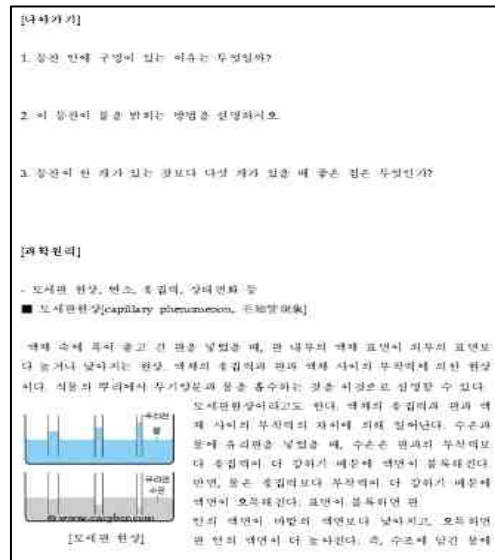 [나아가기]
1. 등잔 안에 구멍이 있는 이유는 무엇일까?
2. 이 등잔이 불을 밝히는 방법을 설명하시오.
3. 등잔이 한 개가 있는 것보다 다섯 개가 있을 때 좋은 점은 무엇인가?
[과학원리]
- 모세관 현상, 연소, 응집력, 상태변화 등
■ 모세관현상[capillary phenomenon, 毛細管現象]
액체 속에 폭이 좁고 긴 관을 넣었을 때, 관 내부의 액체 표면이 외부의 표면보
다 높거나 낮아지는 현상. 액체의 응집력과 관과 액체 사이의 부착력에 의한 현상
이다. 식물의 뿌리에서 무기양분과 물을 흡수하는 것을 이것으로 설명할 수 있다.
모세관현상이라고도 한다. 액체의 응집력과 관과 액
체 사이의 부착력의 차이에 의해 일어난다. 수은과
물에 유리관을 넣었을 때, 수은은 관과의 부착력보
다 응집력이 더 강하기 때문에 액면이 볼록해진다.
반면, 물은 응집력보다 부착력이 더 강하기 때문에
액면이 오목해진다. 표면이 볼록하면 관
안의 액면이 바깥의 액면보다 낮아지고, 오목하면
관 안의 액면이 더 높아진다. 즉, 수조에 담긴 물에
유리관
물
유리관
수은
[모세관 현상]